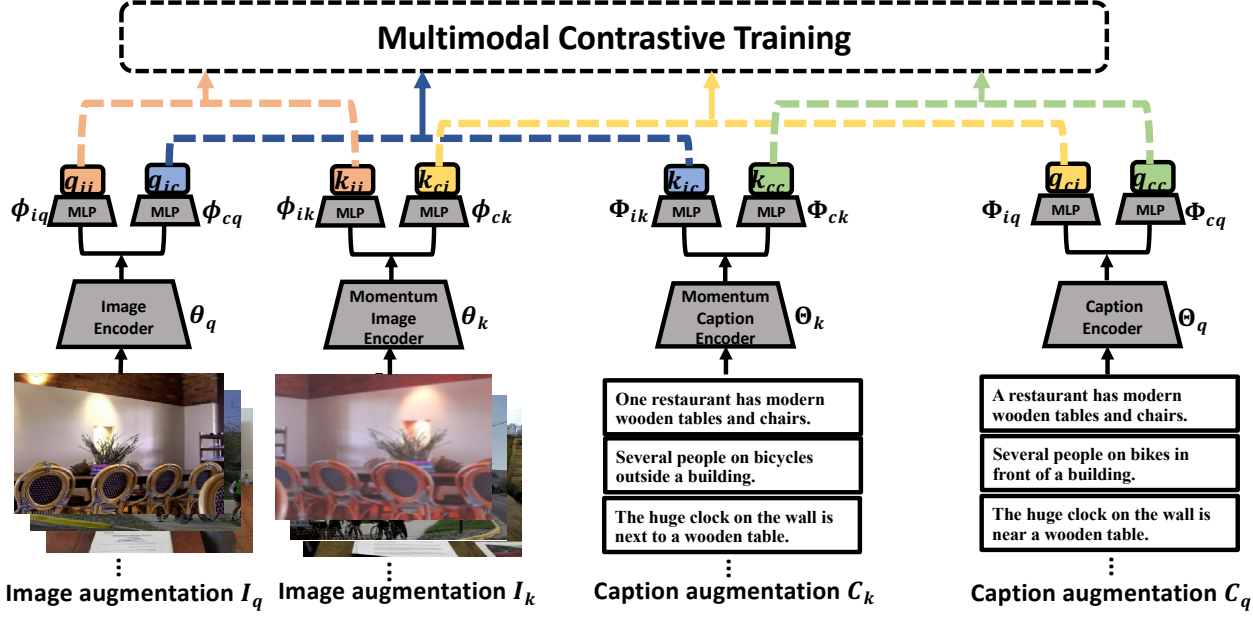 Multimodal Contrastive Training
q_ii q_ic k_ii k_ci k_ic k_cc q_ci q_cc
ϕ_iq MLP MLP ϕ_cq ϕ_ik MLP MLP ϕ_ck Φ_ik MLP MLP Φ_ck Φ_iq MLP MLP Φ_cq
Image
Encoder
θ_q
Momentum
Image
Encoder
θ_k
Momentum
Caption
Encoder
Θ_k
Caption
Encoder
Θ_q
One restaurant has modern
wooden tables and chairs.
Several people on bicycles
outside a building.
The huge clock on the wall is
next to a wooden table.
A restaurant has modern
wooden tables and chairs.
Several people on bikes in
front of a building.
The huge clock on the wall is
near a wooden table.
Image augmentation I_q
Image augmentation I_k
Caption augmentation C_k
Caption augmentation C_q